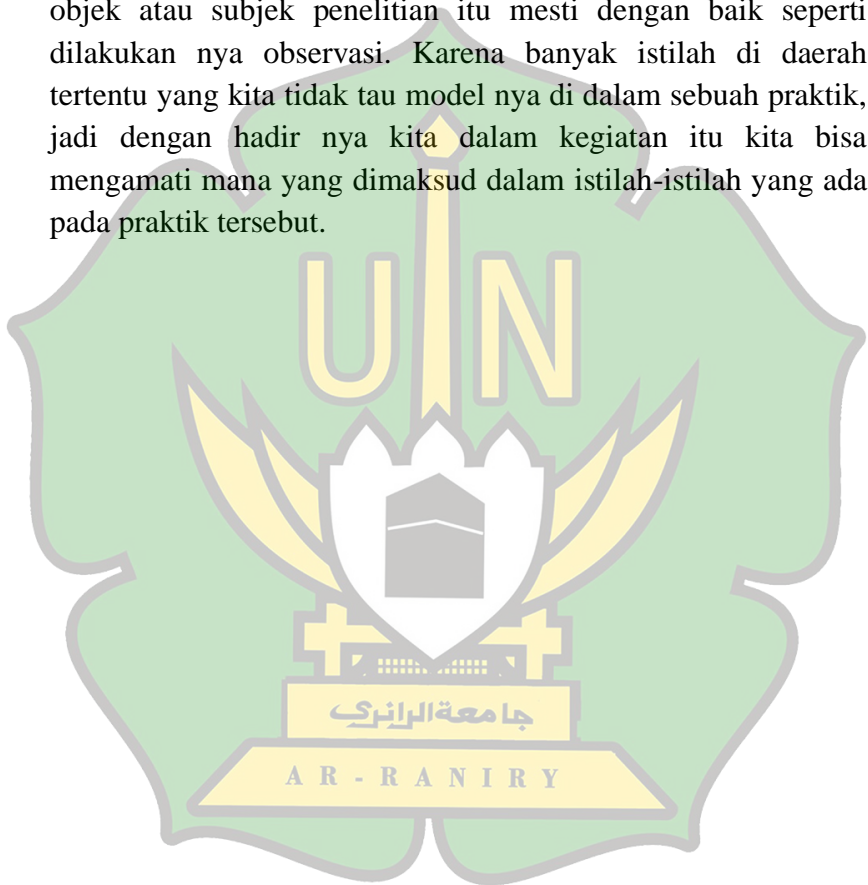 objek atau subjek penelitian itu mesti dengan baik seperti
dilakukan nya observasi. Karena banyak istilah di daerah
tertentu yang kita tidak tau model nya di dalam sebuah praktik,
jadi dengan hadir nya kita dalam kegiatan itu kita bisa
mengamati mana yang dimaksud dalam istilah-istilah yang ada
pada praktik tersebut.
UIN
جامعةالرانري
AR-RANIRY